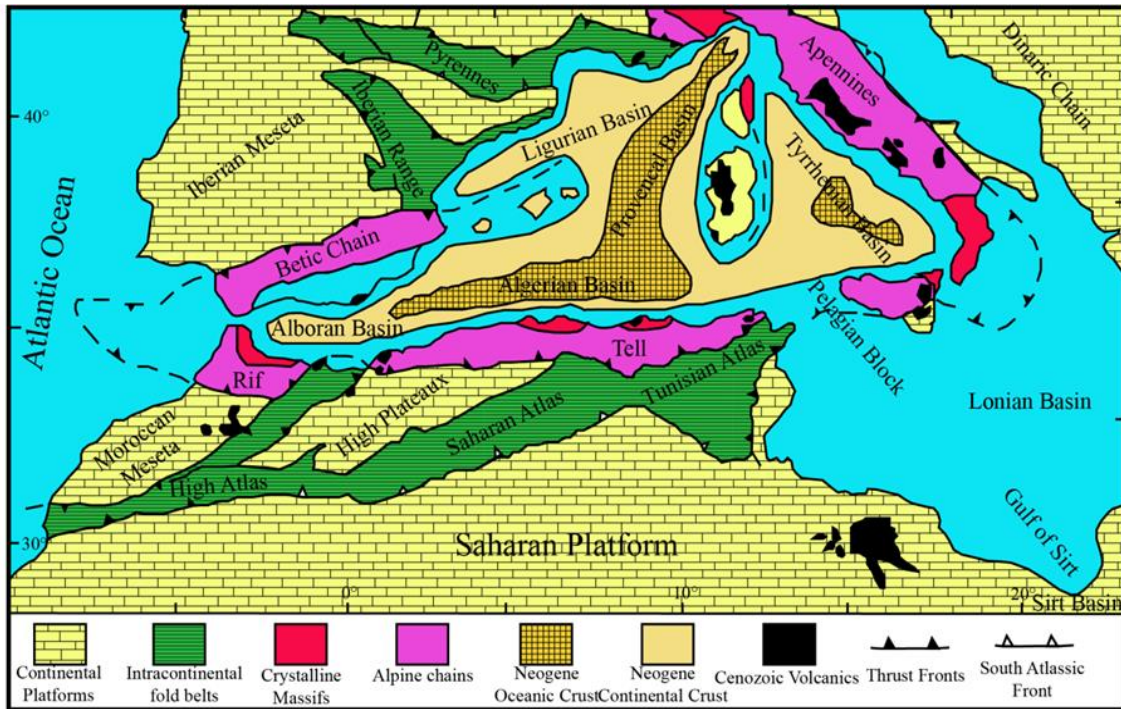 Pyrennes
Apennines
Dinaric Chain
40°
Iberian Meseta
Iberian Range
Ligurian Basin
Provencal Basin
Tyrrhenian Basin
Atlantic Ocean
Betic Chain
Algerian Basin
Alboran Basin
Pelagian Block
Rif
Tell
Tunisian Atlas
Lonian Basin
Moroccan
Meseta
High Plateaux
Saharan Atlas
High Atlas
Gulf of Sirt
30°
Saharan Platform
0°
10°
20°
Sirt Basin
Continental
Platforms
Intracontinental
fold belts
Crystalline
Massifs
Alpine chains
Neogene
Oceanic Crust
Neogene
Continental Crust
Cenozoic Volcanics
Thrust Fronts
South Atlassic
Front